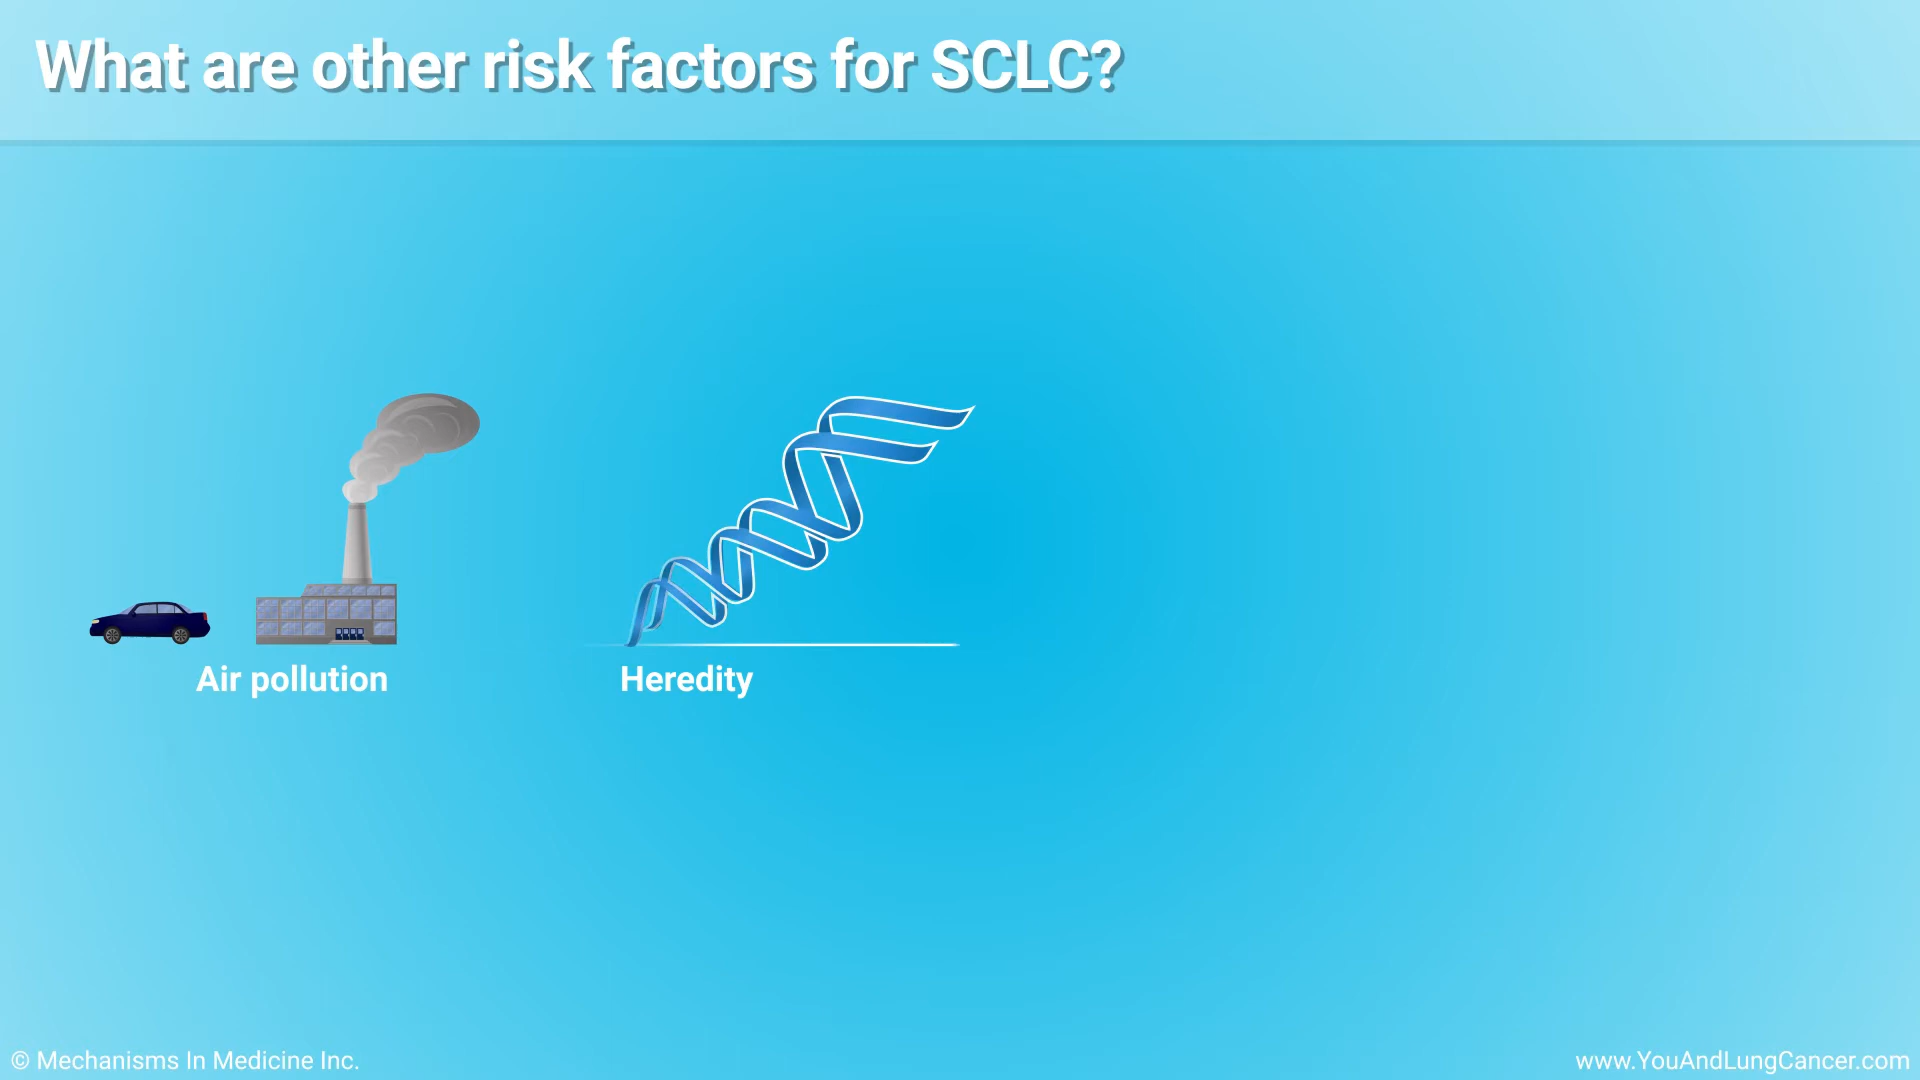 What are other risk factors for SCLC?
Air pollution
Heredity
© Mechanisms In Medicine Inc.
www.YouAndLungCancer.com